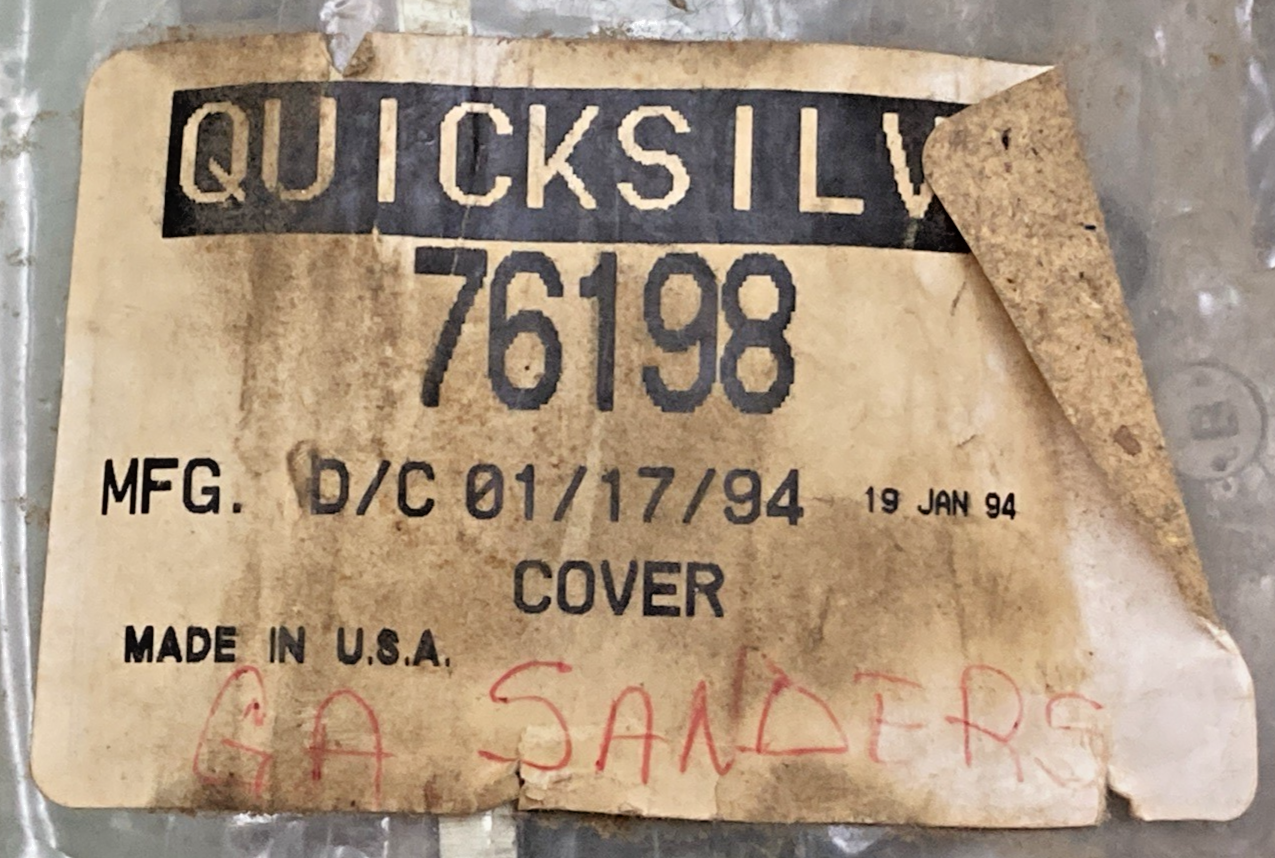 QUICKSILV
76198
MFG. D/C 01/17/94 19 JAN 94
COVER
MADE IN U.S.A.
GA SANDERS
B